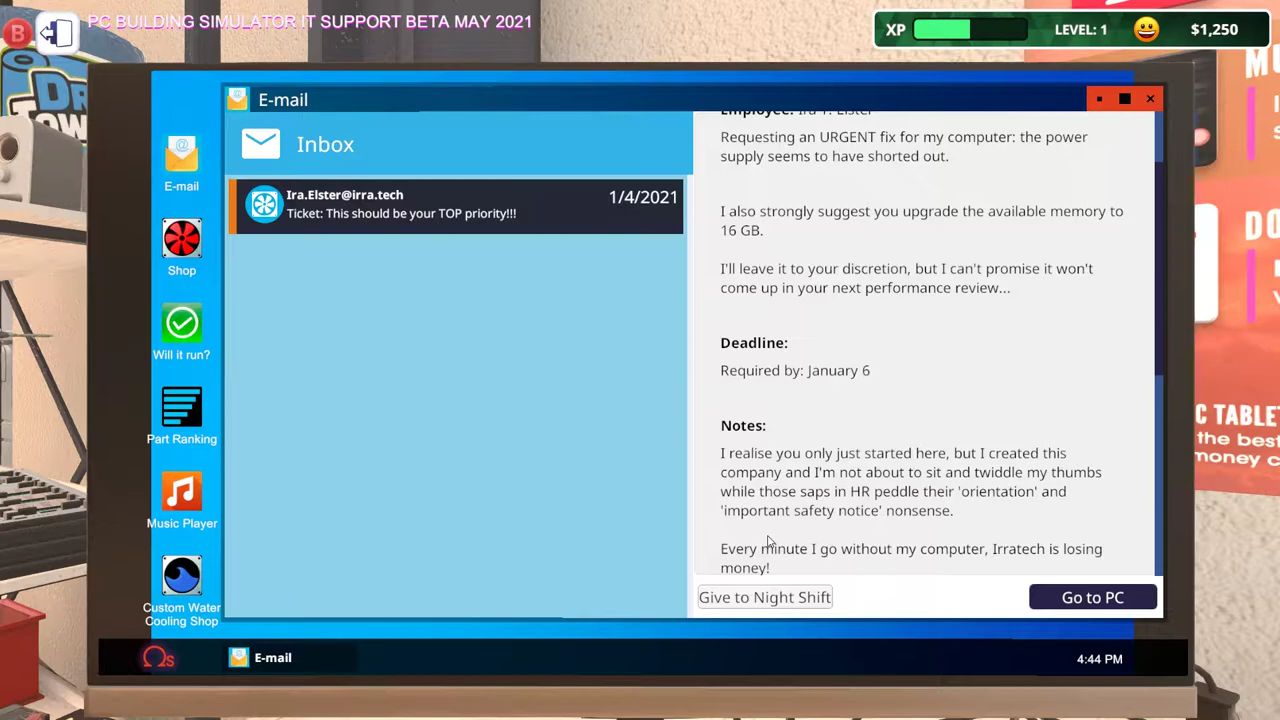 PC BUILDING SIMULATOR IT SUPPORT BETA MAY 2021
B
XP
LEVEL: 1
$1,250
E-mail
Inbox
Ira.Elster@irra.tech
1/4/2021
Ticket: This should be your TOP priority!!!
E-mail
Shop
Will it run?
Part Ranking
Music Player
Custom Water
Cooling Shop
Employee: Ira T. Elster
Requesting an URGENT fix for my computer: the power
supply seems to have shorted out.
I also strongly suggest you upgrade the available memory to
16 GB.
I'll leave it to your discretion, but I can't promise it won't
come up in your next performance review...
Deadline:
Required by: January 6
Notes:
I realise you only just started here, but I created this
company and I'm not about to sit and twiddle my thumbs
while those saps in HR peddle their 'orientation' and
'important safety notice' nonsense.
Every minute I go without my computer, Irratech is losing
money!
Give to Night Shift
Go to PC
E-mail
4:44 PM
C TABLET
the best
money c